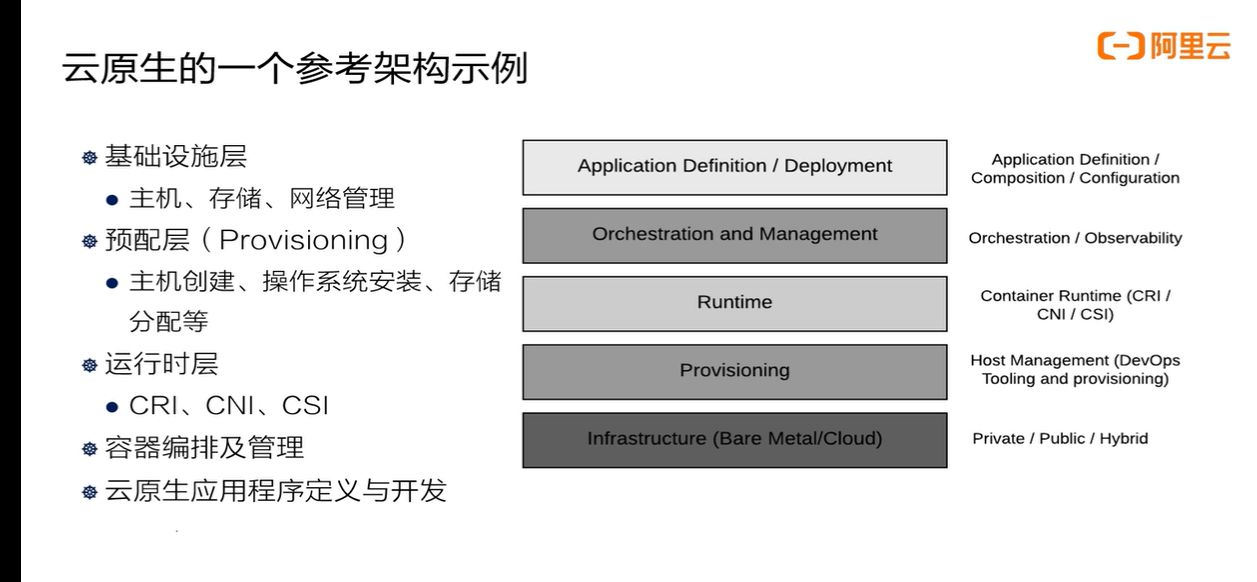 云原生的一个参考架构示例
阿里云
基础设施层
主机、存储、网络管理
预配层（Provisioning）
主机创建、操作系统安装、存储
分配等
运行时层
CRI、CNI、CSI
容器编排及管理
云原生应用程序定义与开发
Application Definition / Deployment
Application Definition /
Composition / Configuration
Orchestration and Management
Orchestration / Observability
Runtime
Container Runtime (CRI /
CNI / CSI)
Provisioning
Host Management (DevOps
Tooling and provisioning)
Infrastructure (Bare Metal/Cloud)
Private / Public / Hybrid